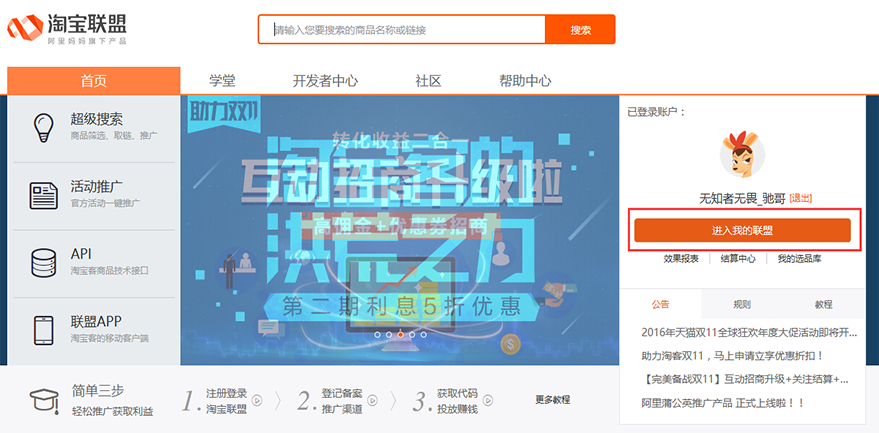 淘宝联盟
阿里妈妈旗下产品
请输入您要搜索的商品名称或链接
搜索
首页 学堂 开发者中心 社区 帮助中心
超级搜索
商品筛选、取链、推广
活动推广
官方活动一键推广
API
淘宝客商品技术接口
联盟APP
淘宝客的移动客户端
助力双11
转化收益二合一
互动招商升级啦
高佣金+优惠券招商
洪荒之力
第二期利息5折优惠
已登录账户：
无知者无畏_驰哥 [退出]
进入我的联盟
效果报表 结算中心 我的选品库
公告 规则 教程
2016年天猫双11全球狂欢年度大促活动即将开...
助力淘客双11，马上申请立享优惠折扣！
【完美备战双11】互动招商升级+关注结算+...
阿里蒲公英推广产品 正式上线啦！！
简单三步
轻松推广获取利益
1. 注册登录
淘宝联盟
2. 登记备案
推广渠道
3. 获取代码
投放赚钱
更多教程